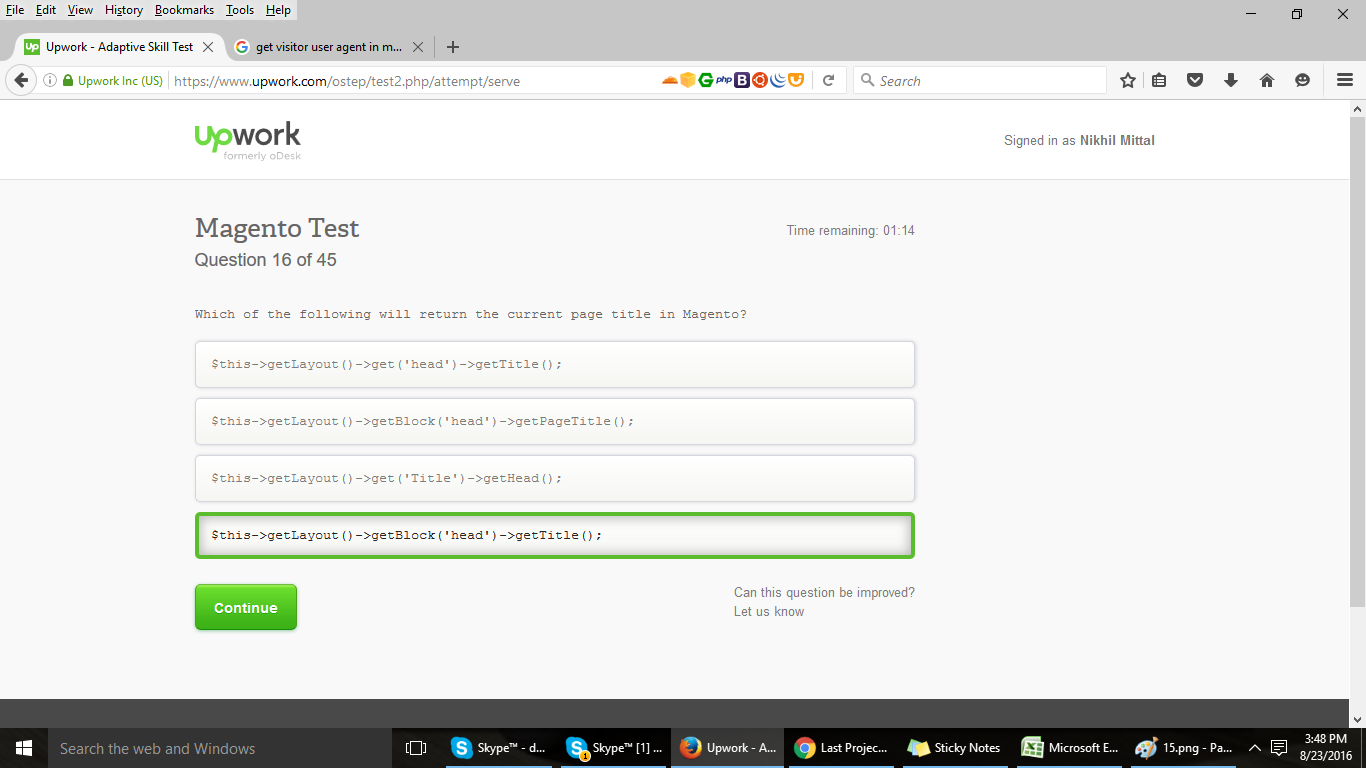 File Edit View History Bookmarks Tools Help
Upwork - Adaptive Skill Test
get visitor user agent in m...
Upwork Inc (US)
https://www.upwork.com/ostep/test2.php/attempt/serve
php
B
Search
upwork
formerly oDesk
Signed in as Nikhil Mittal
Magento Test
Time remaining: 01:14
Question 16 of 45
Which of the following will return the current page title in Magento?
$this->getLayout()->get('head')->getTitle();
$this->getLayout()->getBlock('head')->getPageTitle();
$this->getLayout()->get('Title')->getHead();
$this->getLayout()->getBlock('head')->getTitle();
Continue
Can this question be improved?
Let us know
Search the web and Windows
Skype™ - d...
Skype™ [1] ...
Upwork - A...
Last Projec...
Sticky Notes
Microsoft E...
15.png - Pa...
3:48 PM
8/23/2016